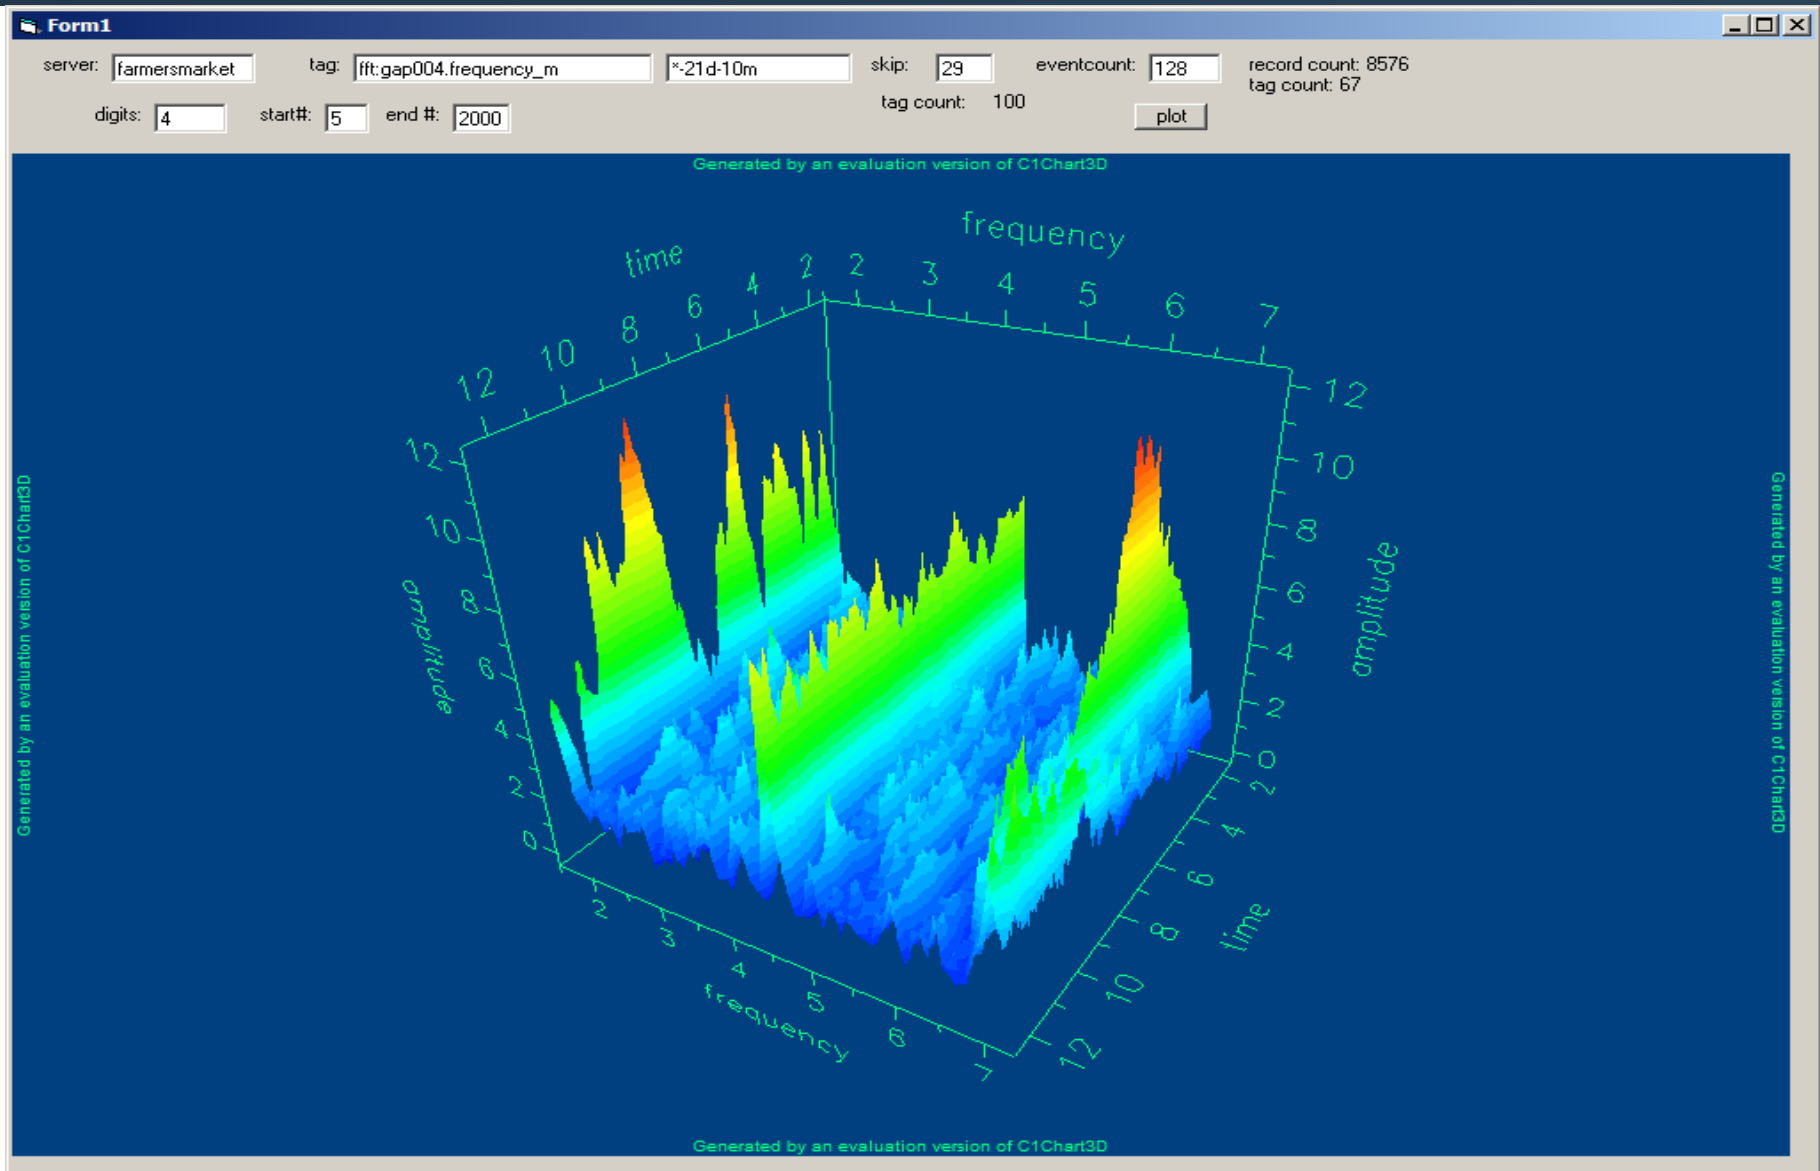 Form1
server: farmersmarket tag: fft:gap004.frequency_m *-21d-10m skip: 29 eventcount: 128 record count: 8576
tag count: 67
tag count: 100
digits: 4 start#: 5 end #: 2000 plot
Generated by an evaluation version of C1Chart3D
frequency
time
2 3 4 5 6 7
12 10 8 6 4 2
12 10 8 6 4 2 0
amplitude
12 10 8 6 4 2 0
amplitude
2 4 6 8 10 12
time
2 3 4 5 6 7
frequency
Generated by an evaluation version of C1Chart3D
Generated by an evaluation version of C1Chart3D
Generated by an evaluation version of C1Chart3D